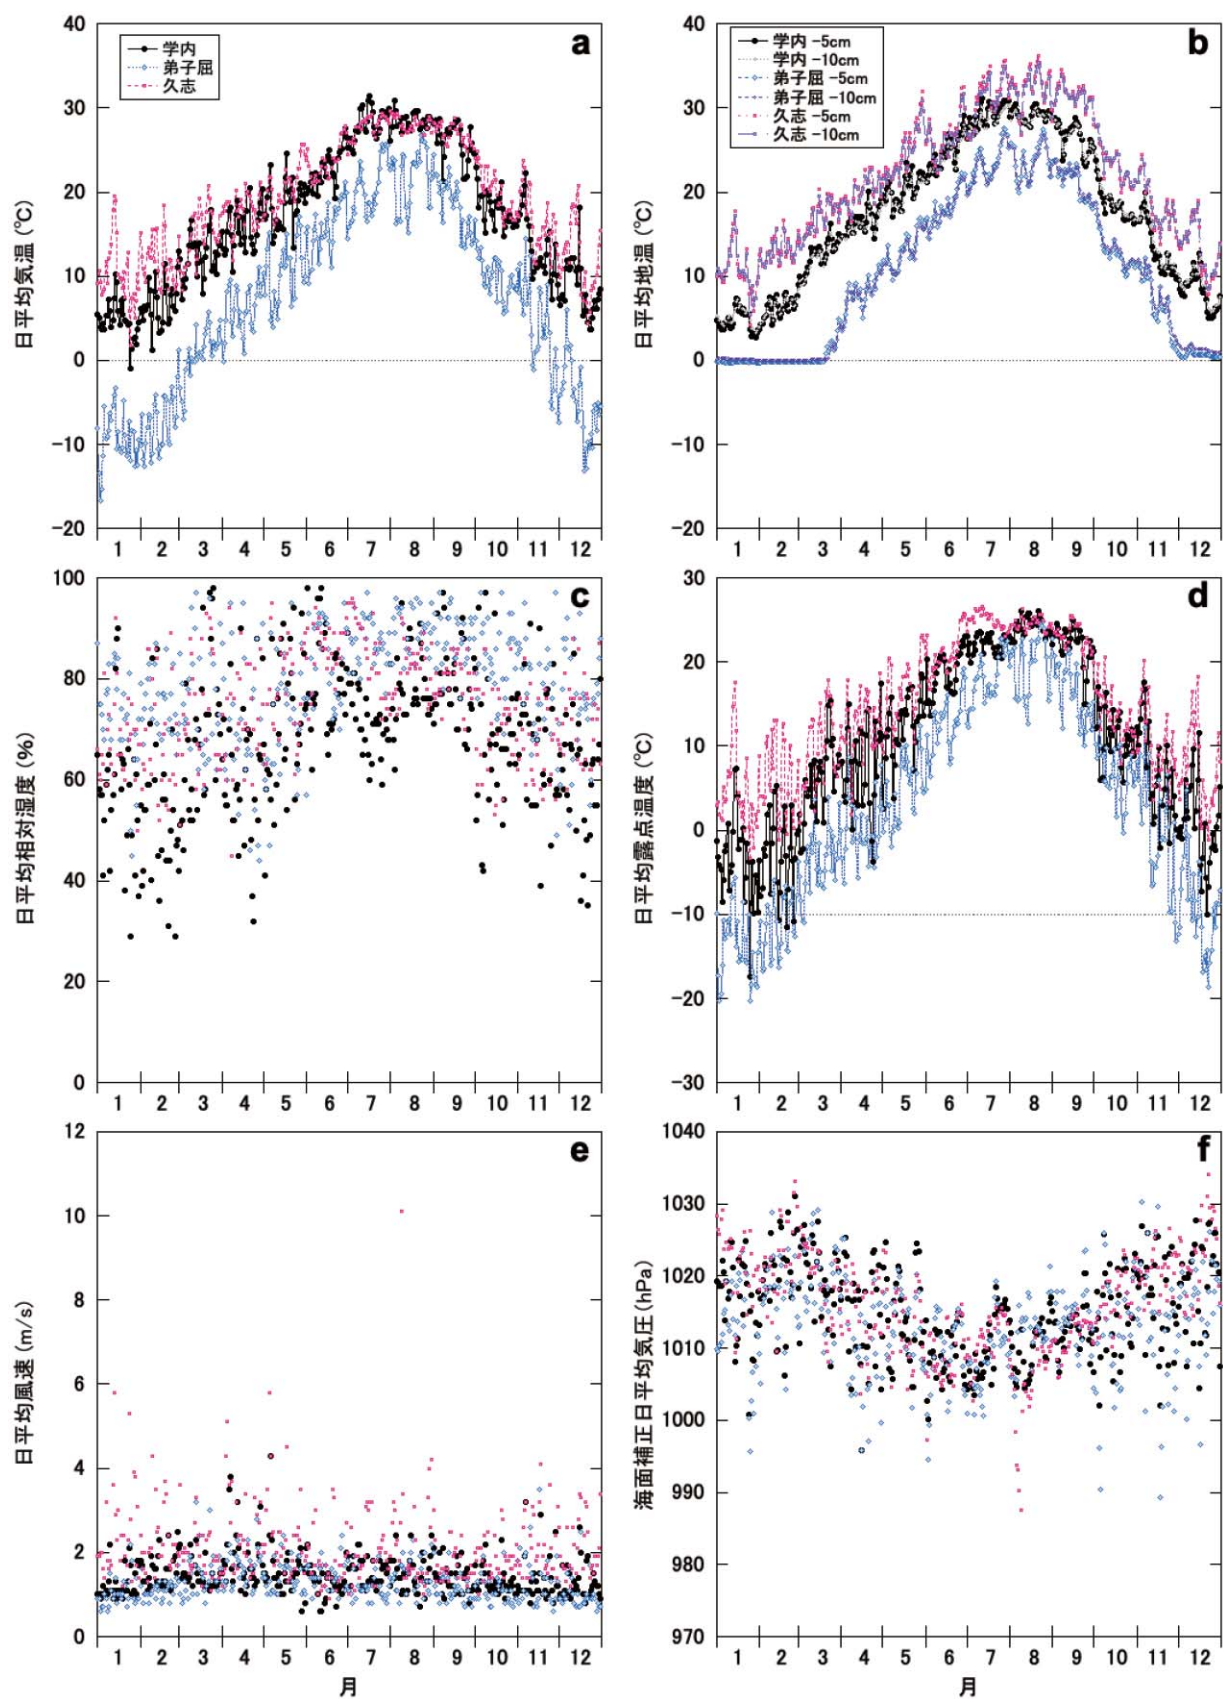 a
学内
弟子屈
久志
日平均気温 (℃)
40
30
20
10
0
−10
−20
1 2 3 4 5 6 7 8 9 10 11 12
b
学内 −5cm
学内 −10cm
弟子屈 −5cm
弟子屈 −10cm
久志 −5cm
久志 −10cm
日平均地温 (℃)
40
30
20
10
0
−10
−20
1 2 3 4 5 6 7 8 9 10 11 12
c
日平均相対湿度 (%)
100
80
60
40
20
0
1 2 3 4 5 6 7 8 9 10 11 12
d
日平均露点温度 (℃)
30
20
10
0
−10
−20
−30
1 2 3 4 5 6 7 8 9 10 11 12
e
日平均風速 (m/s)
12
10
8
6
4
2
0
1 2 3 4 5 6 7 8 9 10 11 12
月
f
海面補正日平均気圧 (hPa)
1040
1030
1020
1010
1000
990
980
970
1 2 3 4 5 6 7 8 9 10 11 12
月